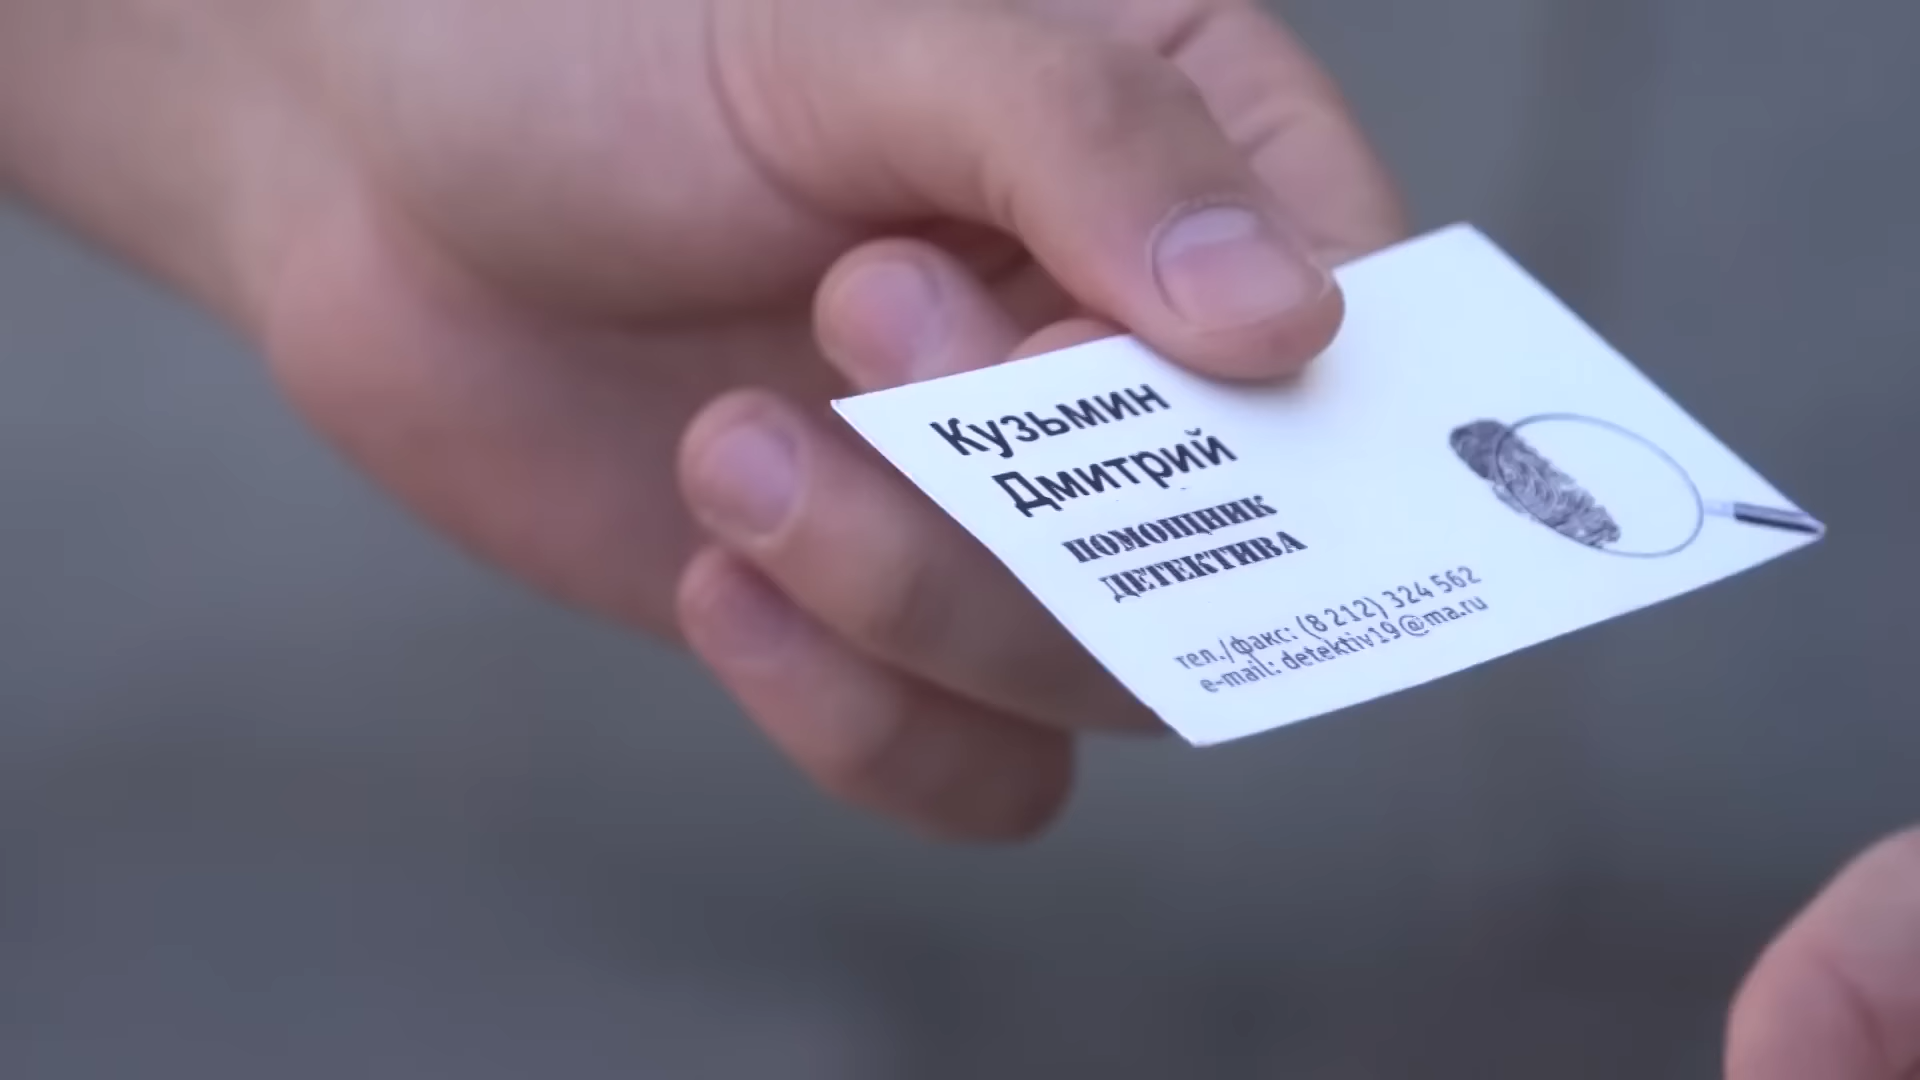 Кузьмин
Дмитрий
ПОМОЩНИК
ДЕТЕКТИВА
тел./факс: (8 212) 324 562
e-mail: detektiv19@ma.ru